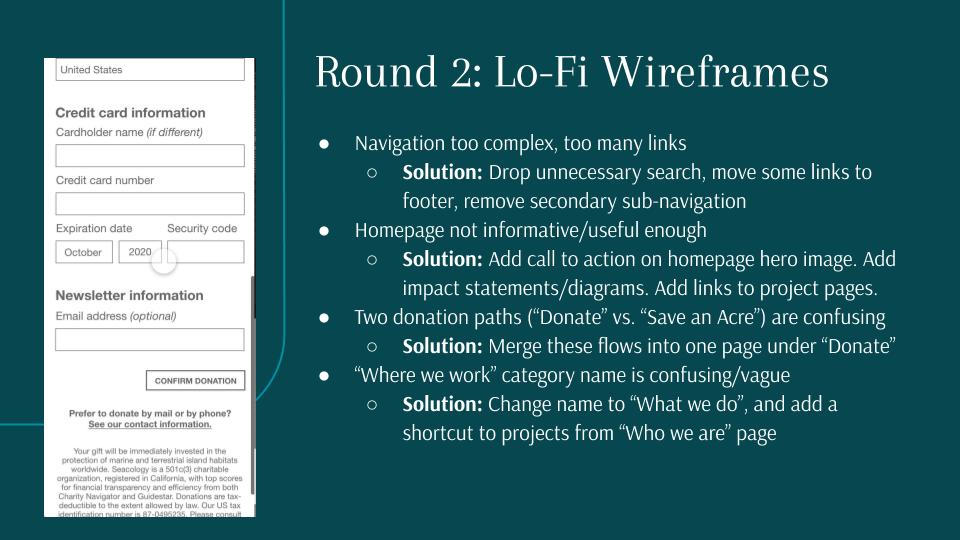 United States
Credit card information
Cardholder name (if different)
Credit card number
Expiration date Security code
October 2020
Newsletter information
Email address (optional)
CONFIRM DONATION
Prefer to donate by mail or by phone?
See our contact information.
Your gift will be immediately invested in the
protection of marine and terrestrial island habitats
worldwide. Seacology is a 501c(3) charitable
organization, registered in California, with top scores
for financial transparency and efficiency from both
Charity Navigator and Guidestar. Donations are tax-
deductible to the extent allowed by law. Our US tax
identification number is 87-0495235. Please consult
Round 2: Lo-Fi Wireframes
● Navigation too complex, too many links
○ Solution: Drop unnecessary search, move some links to
footer, remove secondary sub-navigation
● Homepage not informative/useful enough
○ Solution: Add call to action on homepage hero image. Add
impact statements/diagrams. Add links to project pages.
● Two donation paths (“Donate” vs. “Save an Acre”) are confusing
○ Solution: Merge these flows into one page under “Donate”
● “Where we work” category name is confusing/vague
○ Solution: Change name to “What we do”, and add a
shortcut to projects from “Who we are” page